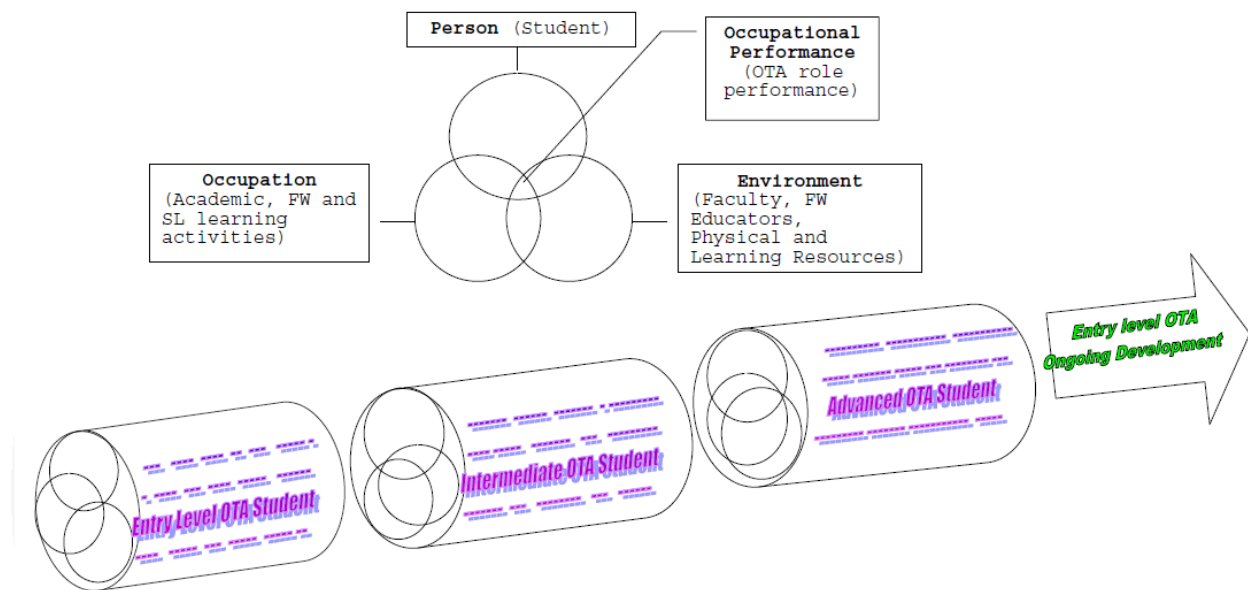 Person (Student)
Occupational
Performance
(OTA role
performance)
Occupation
(Academic, FW and
SL learning
activities)
Environment
(Faculty, FW
Educators,
Physical and
Learning Resources)
Entry level OTA
Ongoing Development
Advanced OTA Student
Intermediate OTA Student
Entry Level OTA Student